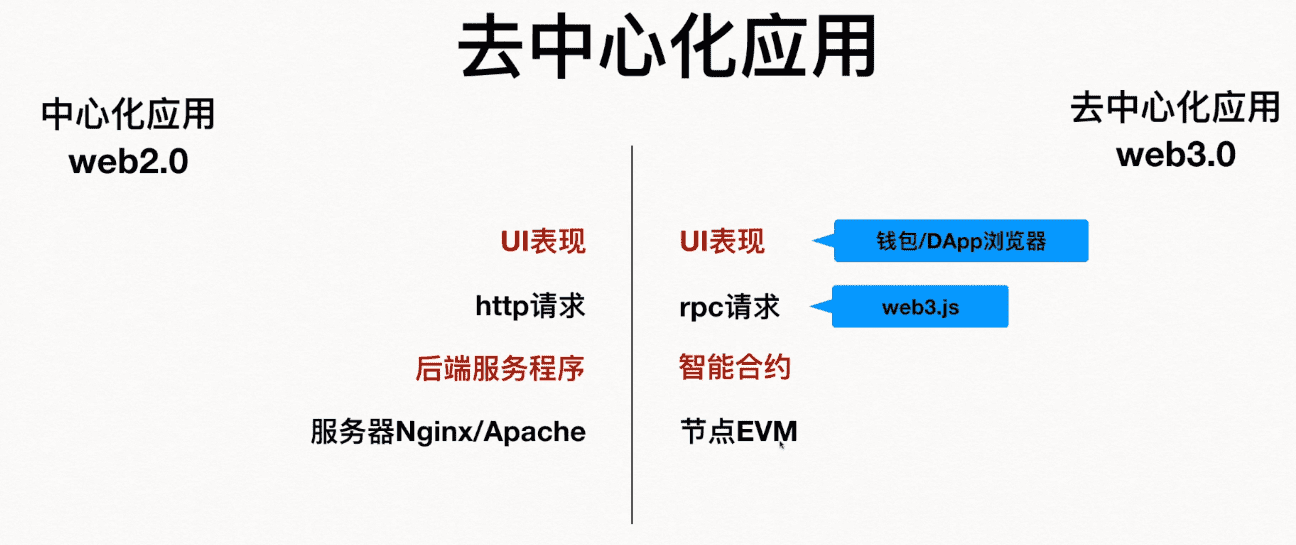 去中心化应用
中心化应用
web2.0
去中心化应用
web3.0
UI表现
UI表现
钱包/DApp浏览器
http请求
rpc请求
web3.js
后端服务程序
智能合约
服务器Nginx/Apache
节点EVM